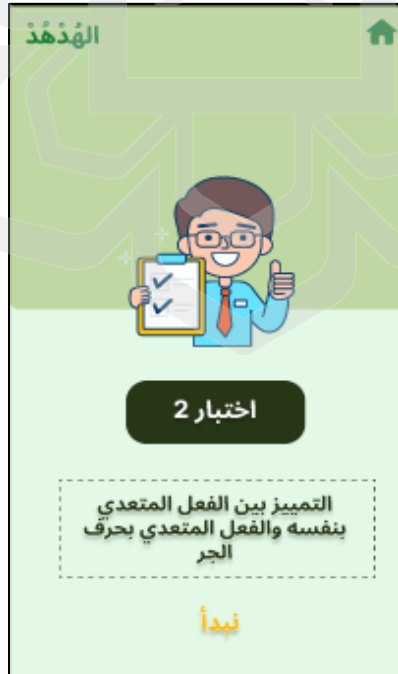 الهُدْهُدْ
اختبار 2
التمييز بين الفعل المتعدي
بنفسه والفعل المتعدي بحرف
الجر
نبدأ